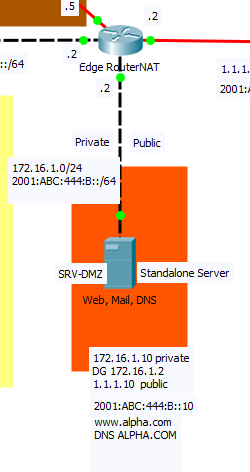 .5
.2
Edge RouterNAT
.2
::/64
1.1.1.
2001:
.2
Private
Public
172.16.1.0/24
2001:ABC:444:B::/64
SRV-DMZ
Standalone Server
Web, Mail, DNS
172.16.1.10 private
DG 172.16.1.2
1.1.1.10 public
2001:ABC:444:B::10
www.alpha.com
DNS ALPHA.COM